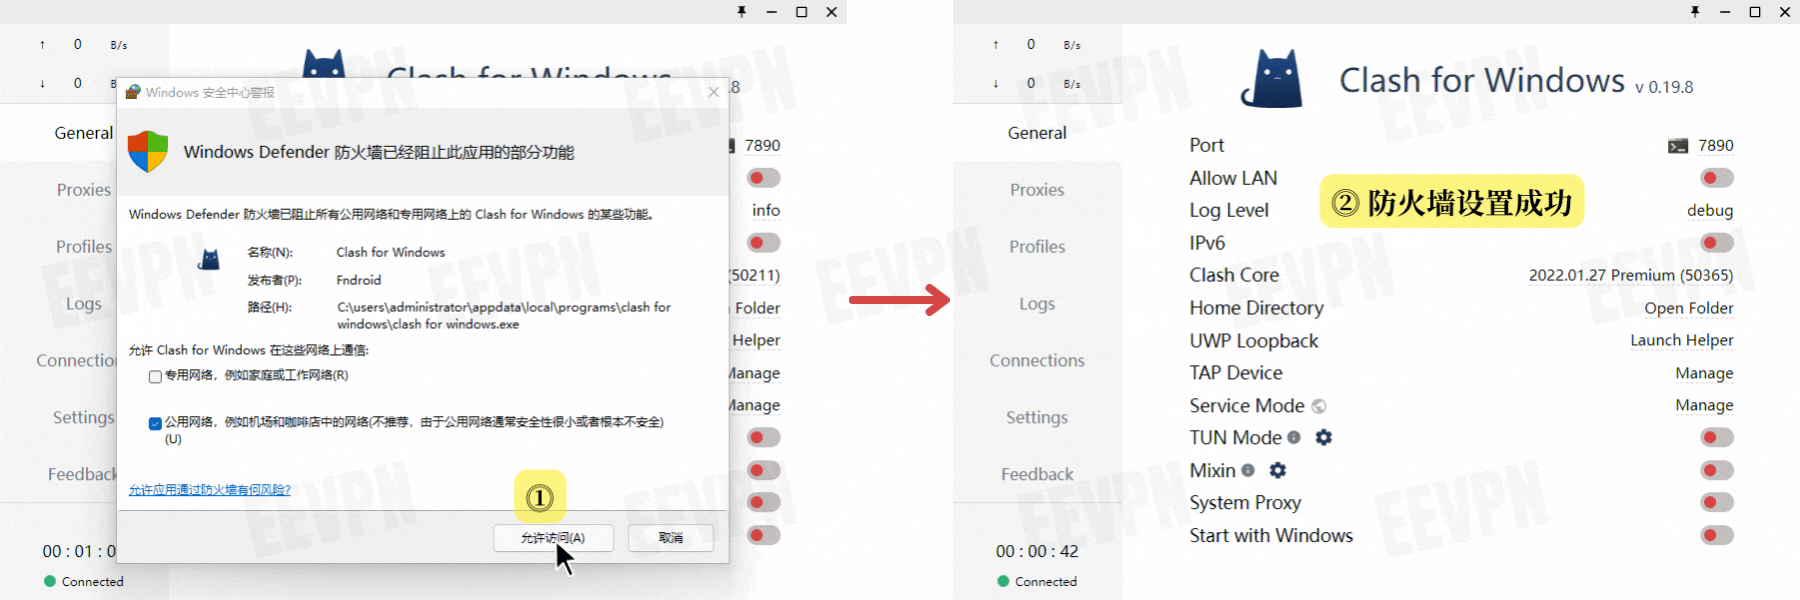 ↑ 0 B/s
↓ 0 B
Clash for Windows
.8
General
Proxies
Profiles
Logs
Connection
Settings
Feedback
00 : 01 : 0
Connected
Windows 安全中心警报
Windows Defender 防火墙已经阻止此应用的部分功能
Windows Defender 防火墙已阻止所有公用网络和专用网络上的 Clash for Windows 的某些功能。
名称(N): Clash for Windows
发布者(P): Fndroid
路径(H): C:\users\administrator\appdata\local\programs\clash for
windows\clash for windows.exe
允许 Clash for Windows 在这些网络上通信:
专用网络，例如家庭或工作网络(R)
公用网络，例如机场和咖啡店中的网络(不推荐，由于公用网络通常安全性很小或者根本不安全)
(U)
允许应用通过防火墙有何风险?
①
允许访问(A) 取消
7890
info
(50211)
Folder
Helper
Manage
Manage
↑ 0 B/s
↓ 0 B/s
General
Proxies
Profiles
Logs
Connections
Settings
Feedback
00 : 00 : 42
Connected
Clash for Windows v 0.19.8
Port 7890
Allow LAN
② 防火墙设置成功
Log Level debug
IPv6
Clash Core 2022.01.27 Premium (50365)
Home Directory Open Folder
UWP Loopback Launch Helper
TAP Device Manage
Service Mode Manage
TUN Mode
Mixin
System Proxy
Start with Windows
EEVPN